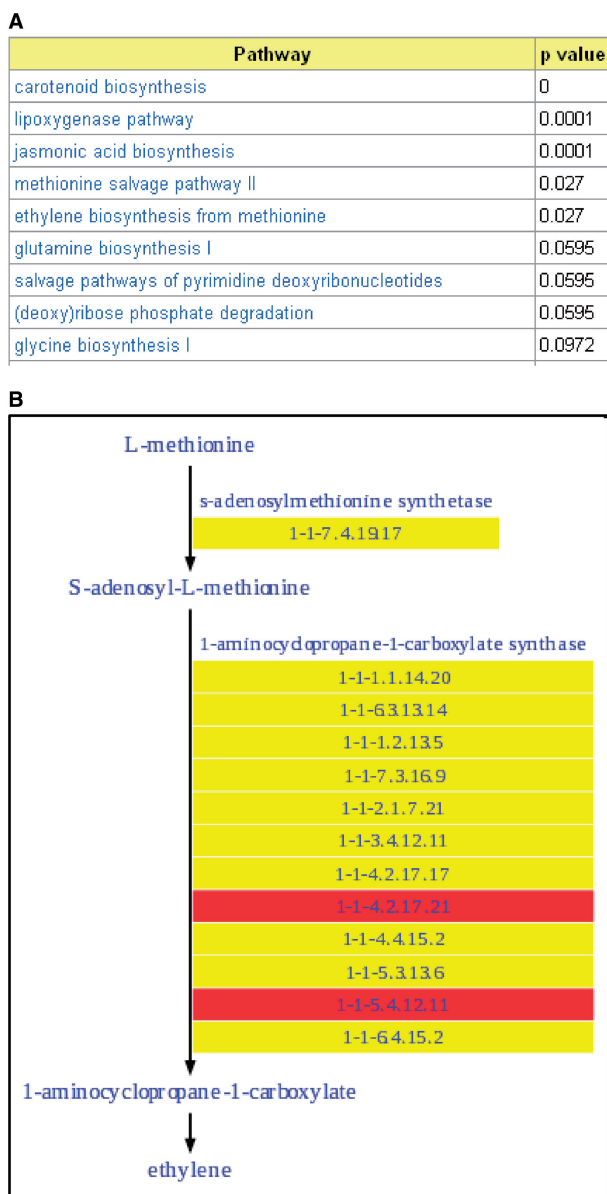 A
Pathway p value
carotenoid biosynthesis 0
lipoxygenase pathway 0.0001
jasmonic acid biosynthesis 0.0001
methionine salvage pathway II 0.027
ethylene biosynthesis from methionine 0.027
glutamine biosynthesis I 0.0595
salvage pathways of pyrimidine deoxyribonucleotides 0.0595
(deoxy)ribose phosphate degradation 0.0595
glycine biosynthesis I 0.0972
B
L-methionine
s-adenosylmethionine synthetase
1-1-7.4.19.17
S-adenosyl-L-methionine
1-aminocyclopropane-1-carboxylate synthase
1-1-1.1.14.20
1-1-6.3.13.14
1-1-1.2.13.5
1-1-7.3.16.9
1-1-2.1.7.21
1-1-3.4.12.11
1-1-4.2.17.17
1-1-4.2.17.21
1-1-4.4.15.2
1-1-5.3.13.6
1-1-5.4.12.11
1-1-6.4.15.2
1-aminocyclopropane-1-carboxylate
ethylene